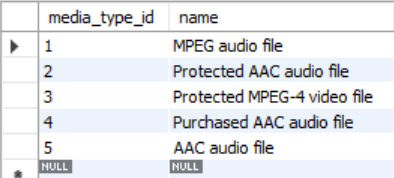 media_type_id name
1 MPEG audio file
2 Protected AAC audio file
3 Protected MPEG-4 video file
4 Purchased AAC audio file
5 AAC audio file
NULL NULL